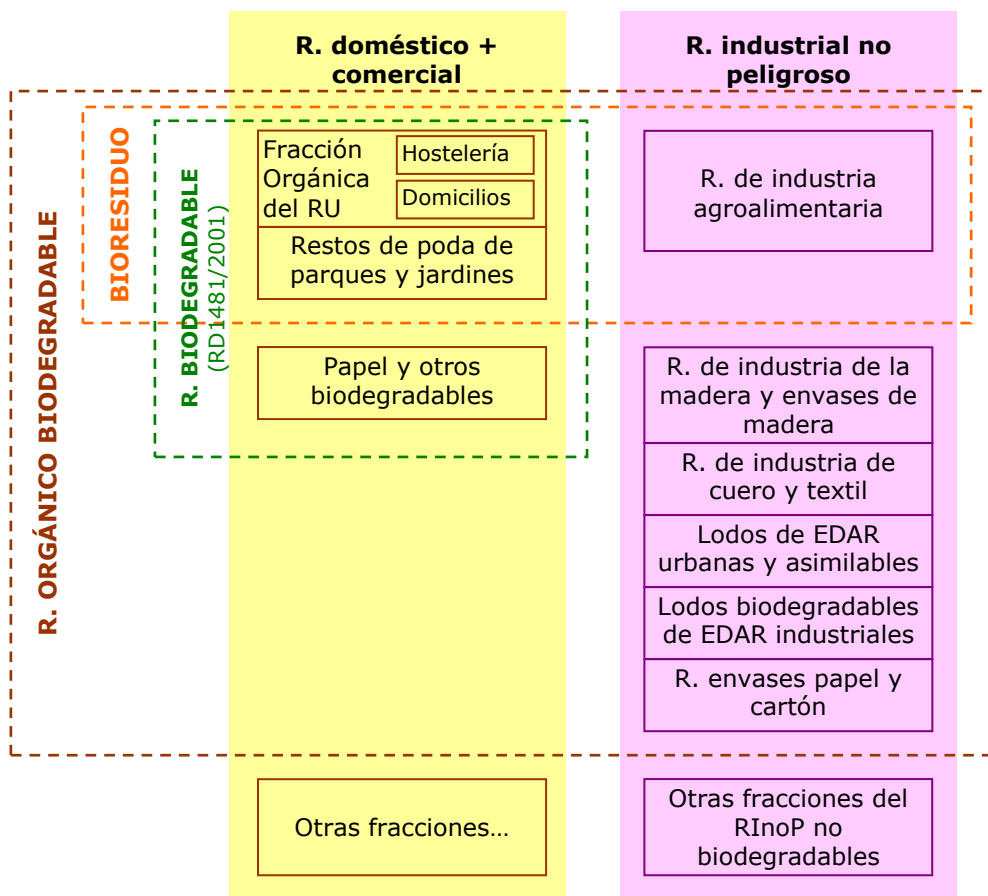 R. doméstico +
comercial
R. industrial no
peligroso
R. ORGÁNICO BIODEGRADABLE
BIORESIDUO
R. BIODEGRADABLE
(RD1481/2001)
Fracción
Orgánica
del RU
Hostelería
Domicilios
Restos de poda de
parques y jardines
Papel y otros
biodegradables
R. de industria
agroalimentaria
R. de industria de la
madera y envases de
madera
R. de industria de
cuero y textil
Lodos de EDAR
urbanas y asimilables
Lodos biodegradables
de EDAR industriales
R. envases papel y
cartón
Otras fracciones…
Otras fracciones del
RInoP no
biodegradables